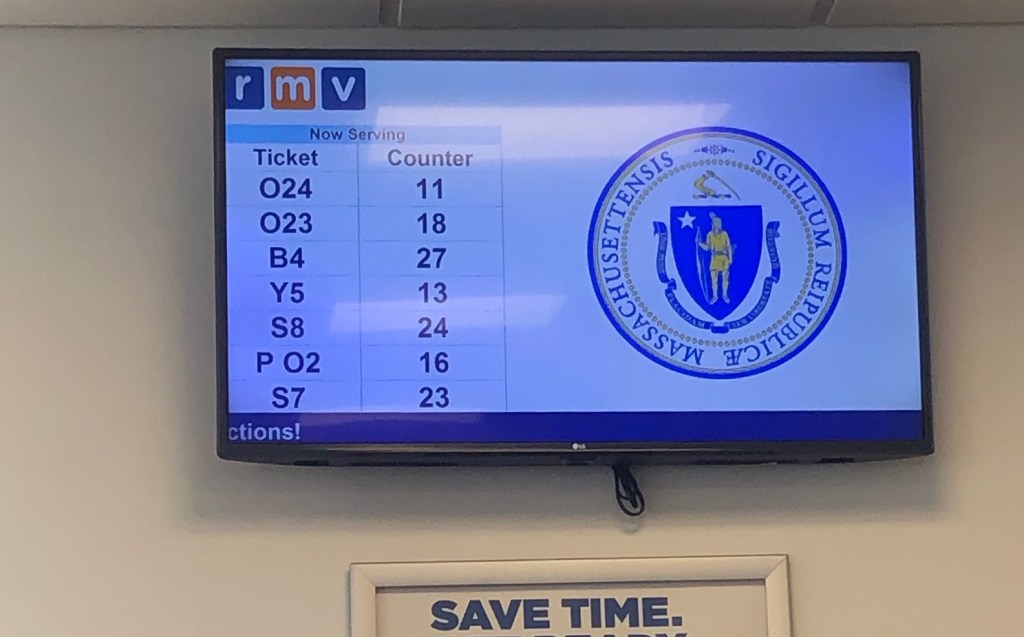 rmv
Now Serving
Ticket Counter
O24 11
O23 18
B4 27
Y5 13
S8 24
P O2 16
S7 23
ctions!
MASSACHUSETTENSIS
SIGILLUM REIPUBLICÆ
LG
SAVE TIME.